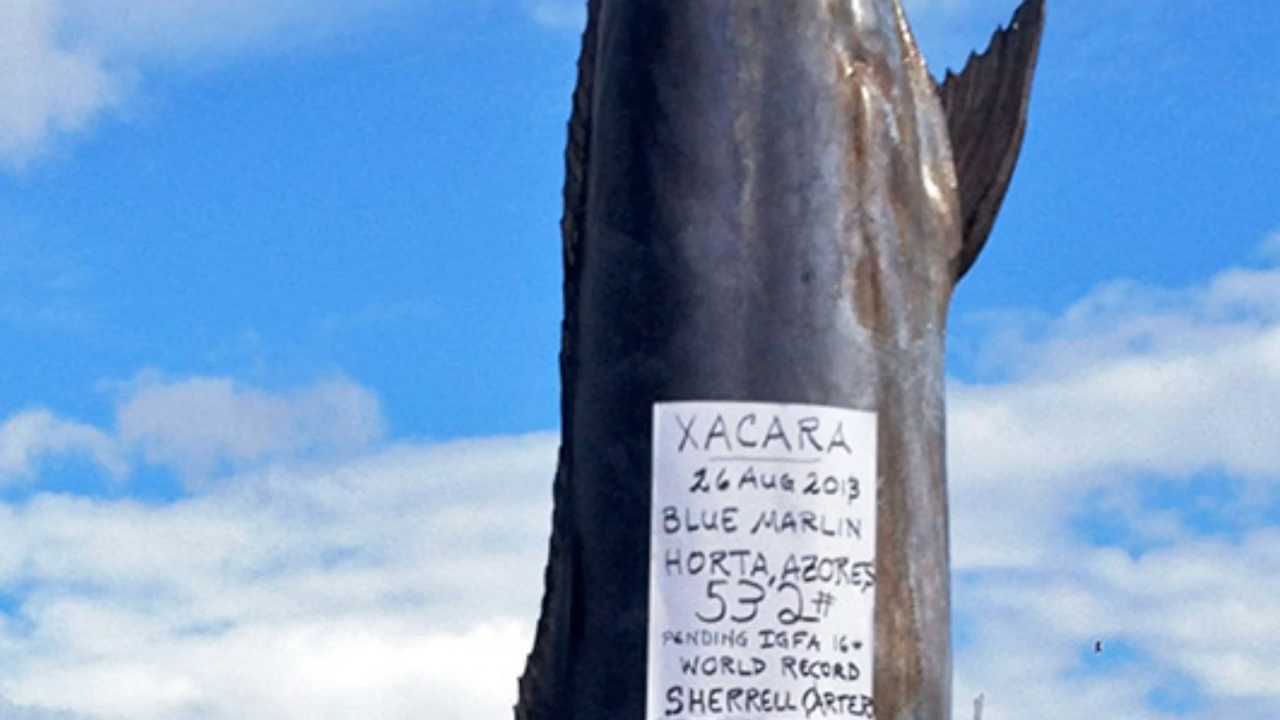 XACARA
26 AUG 2013
BLUE MARLIN
HORTA, AZORES
532#
PENDING IGFA 16#
WORLD RECORD
SHERRELL CARTER